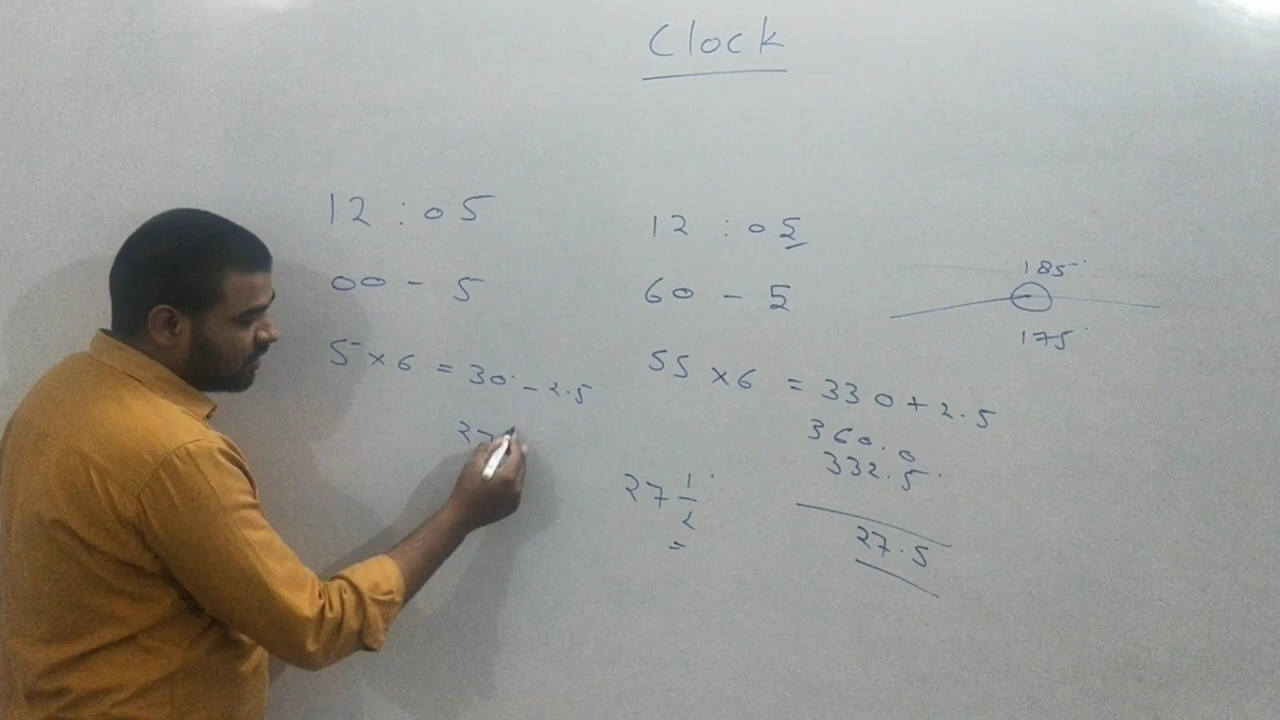 Clock
12 : 05
00 - 5
5 × 6 = 30° - 2.5
27
12 : 05
60 - 5
55 × 6 = 330 + 2.5
360.0
332.5°
27.5
27 1/2°
=
185°
175°